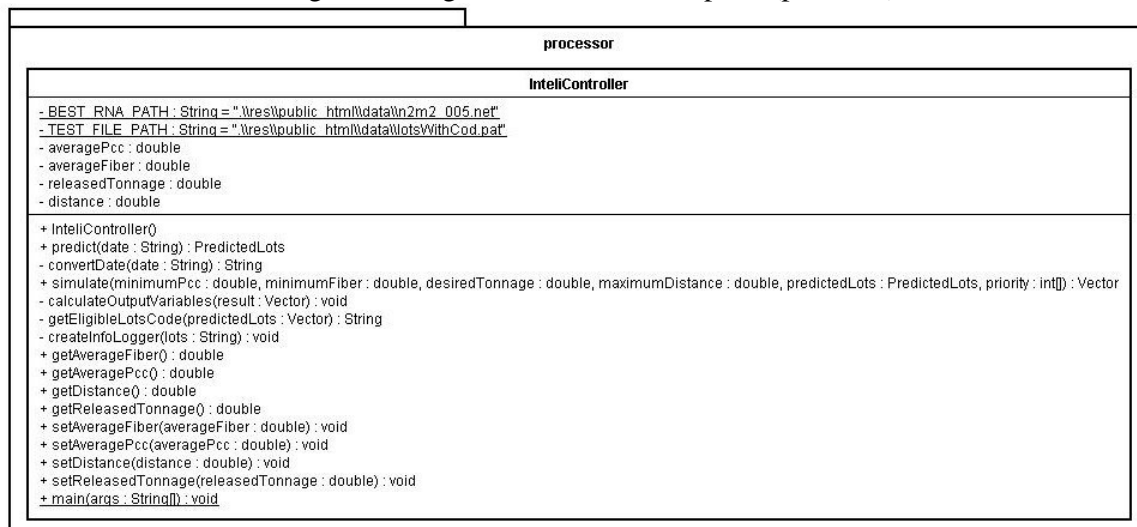 processor
InteliController
- BEST_RNA_PATH : String = ".\\res\\public_html\\data\\n2m2_005.net"
- TEST_FILE_PATH : String = ".\\res\\public_html\\data\\lotsWithCod.pat"
- averagePcc : double
- averageFiber : double
- releasedTonnage : double
- distance : double
+ InteliController()
+ predict(date : String) : PredictedLots
- convertDate(date : String) : String
+ simulate(minimumPcc : double, minimumFiber : double, desiredTonnage : double, maximumDistance : double, predictedLots : PredictedLots, priority : int[]) : Vector
- calculateOutputVariables(result : Vector) : void
- getEligibleLotsCode(predictedLots : Vector) : String
- createInfoLogger(lots : String) : void
+ getAverageFiber() : double
+ getAveragePcc() : double
+ getDistance() : double
+ getReleasedTonnage() : double
+ setAverageFiber(averageFiber : double) : void
+ setAveragePcc(averagePcc : double) : void
+ setDistance(distance : double) : void
+ setReleasedTonnage(releasedTonnage : double) : void
+ main(args : String[]) : void